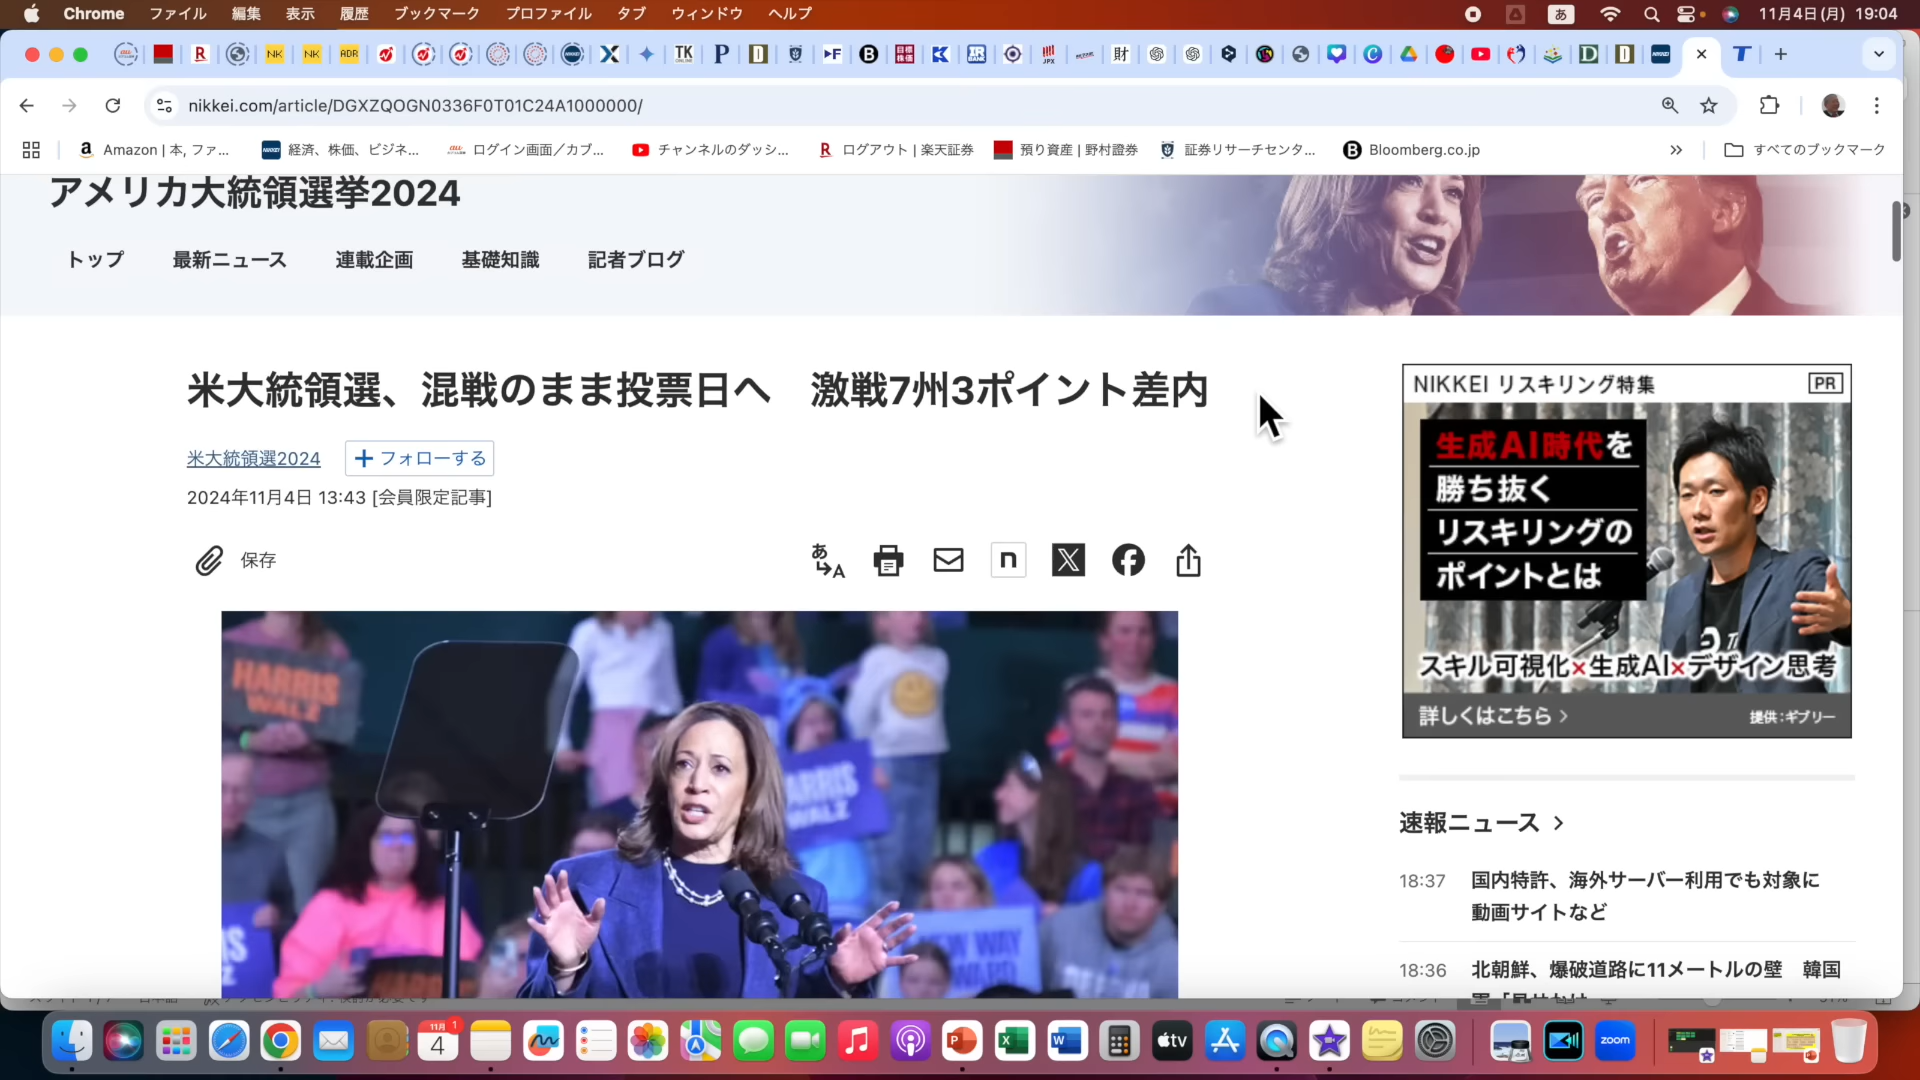 Chrome ファイル 編集 表示 履歴 ブックマーク プロファイル タブ ウィンドウ ヘルプ
あ 11月4日(月) 19:04
nikkei.com/article/DGXZQOGN0336F0T01C24A1000000/
Amazon | 本, ファ...
経済、株価、ビジネ...
ログイン画面／カブ...
チャンネルのダッシ...
ログアウト | 楽天証券
預り資産 | 野村證券
証券リサーチセンタ...
Bloomberg.co.jp
すべてのブックマーク
アメリカ大統領選挙2024
トップ 最新ニュース 連載企画 基礎知識 記者ブログ
米大統領選、混戦のまま投票日へ 激戦7州3ポイント差内
米大統領選2024
+ フォローする
2024年11月4日 13:43 [会員限定記事]
保存
HARRIS
WALZ
HARRIS
WALZ
NEW WAY
NIKKEI リスキリング特集
PR
生成AI時代を
勝ち抜く
リスキリングの
ポイントとは
スキル可視化×生成AI×デザイン思考
詳しくはこちら >
提供：ギブリー
速報ニュース >
18:37 国内特許、海外サーバー利用でも対象に
動画サイトなど
18:36 北朝鮮、爆破道路に11メートルの壁 韓国
11月
4
zoom